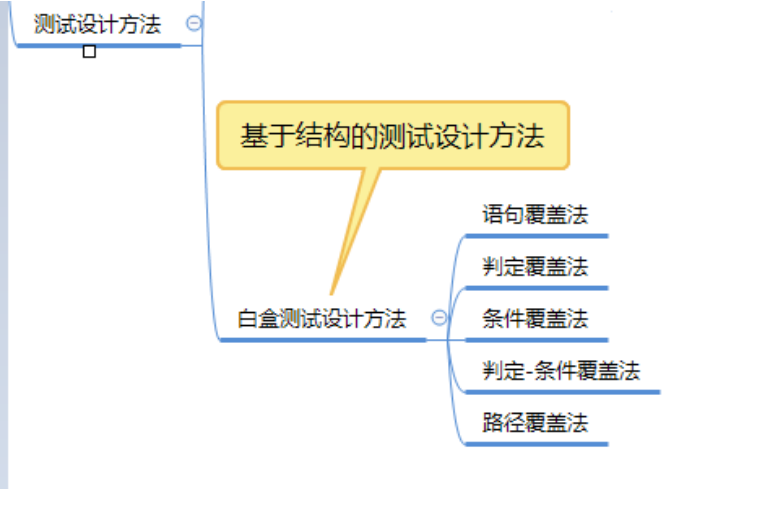 测试设计方法
基于结构的测试设计方法
语句覆盖法
判定覆盖法
白盒测试设计方法
条件覆盖法
判定-条件覆盖法
路径覆盖法